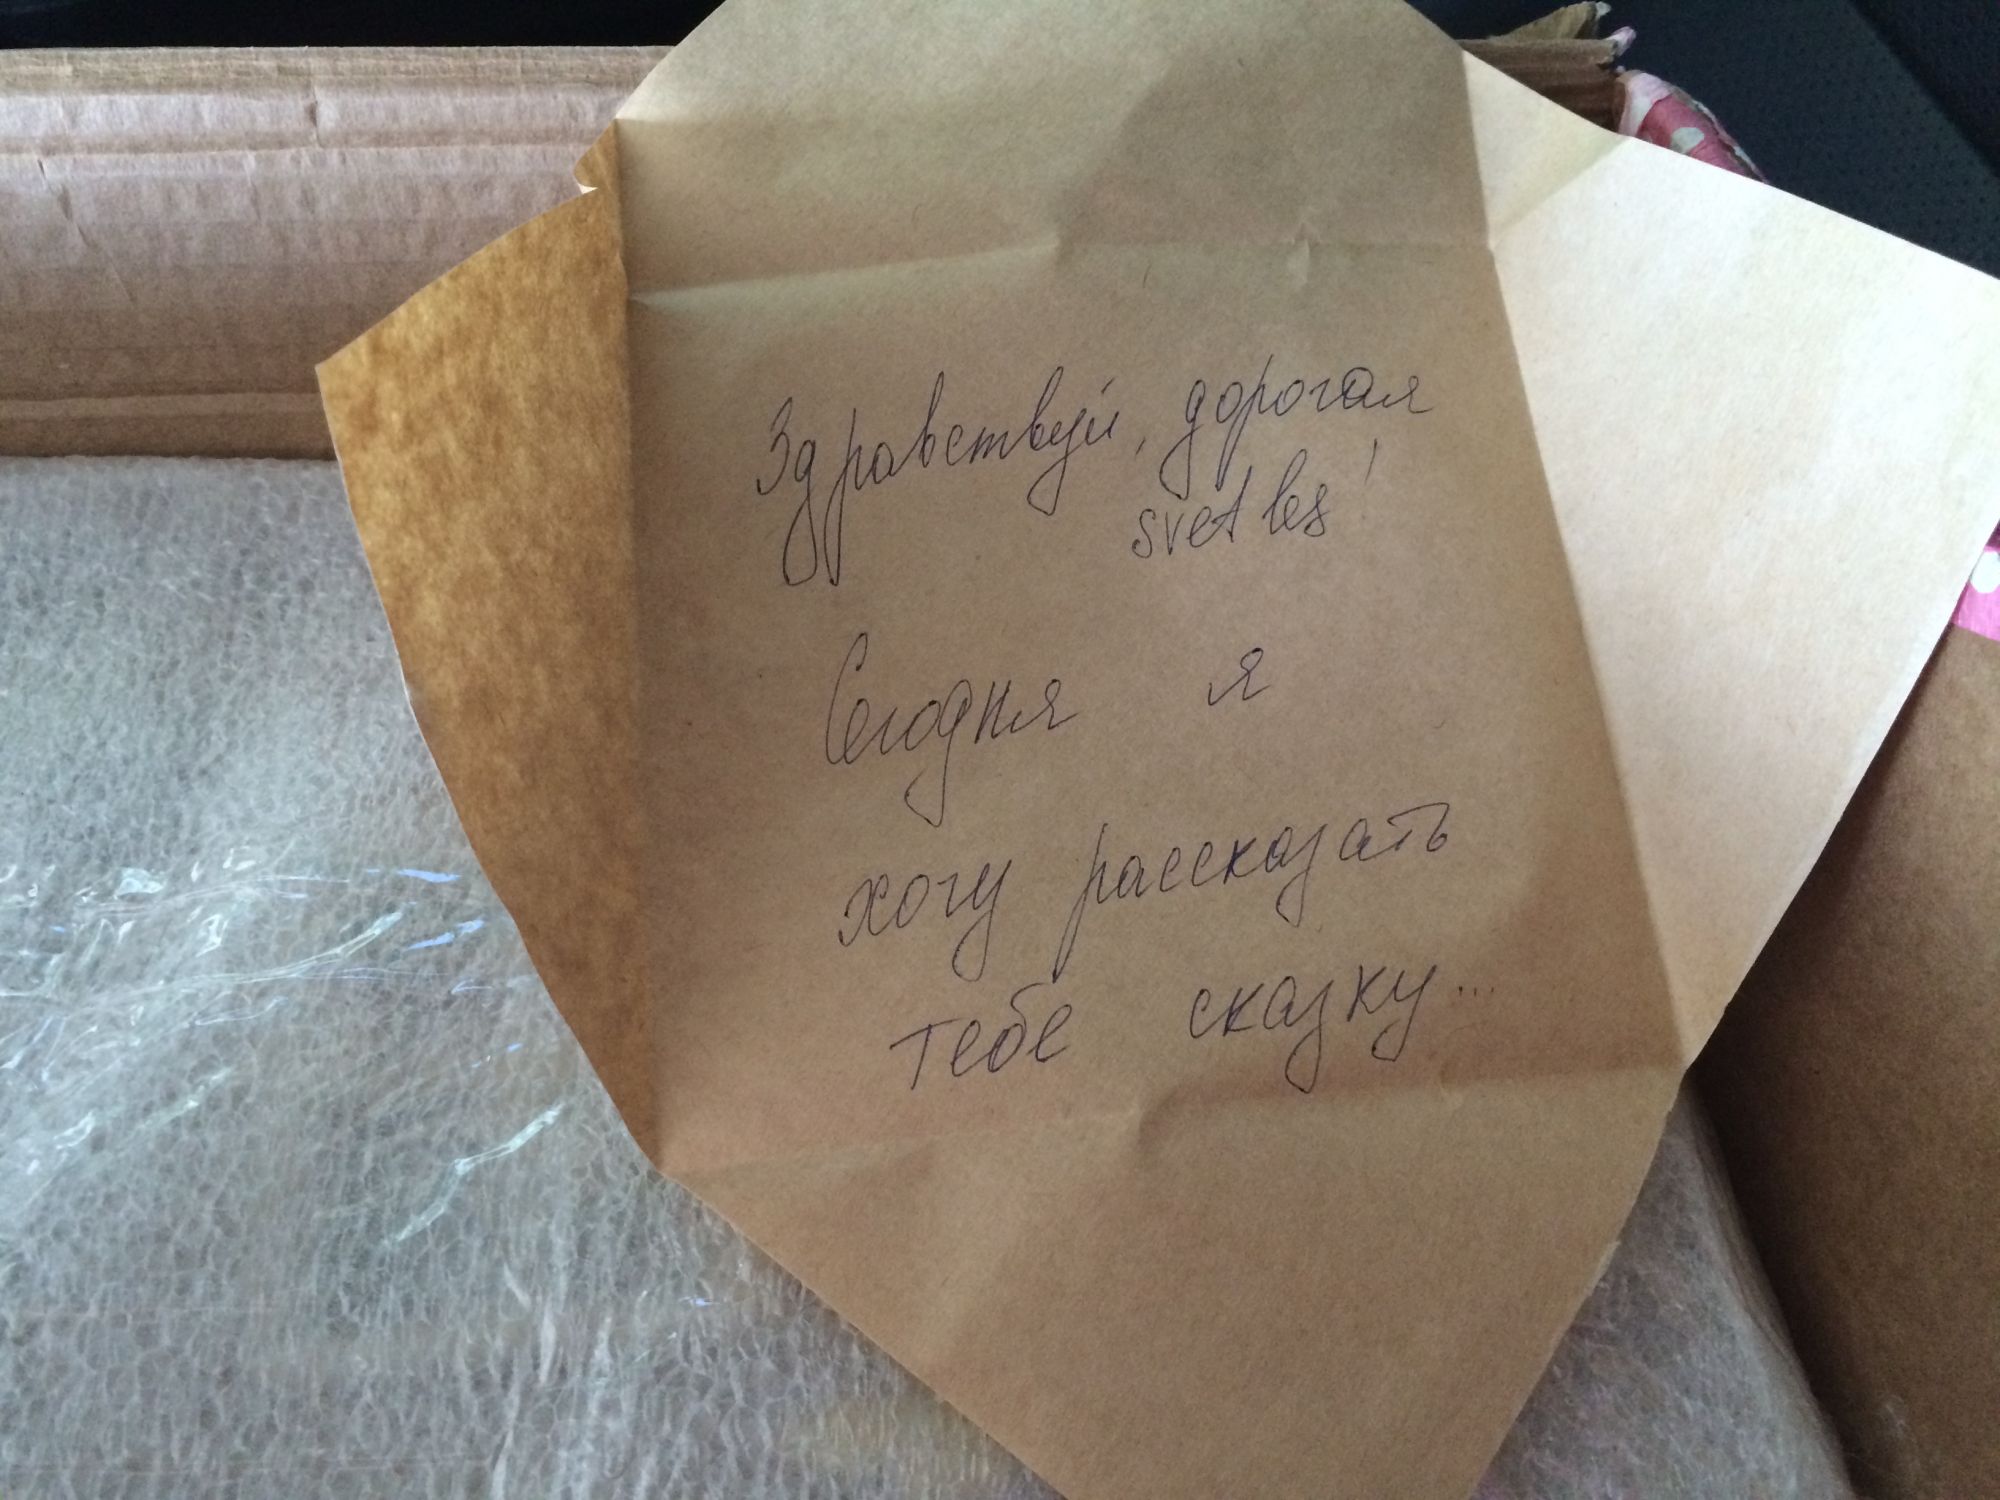 Здравствуй, дорогая
svetles!
Сегодня я
хочу рассказать
тебе сказку...